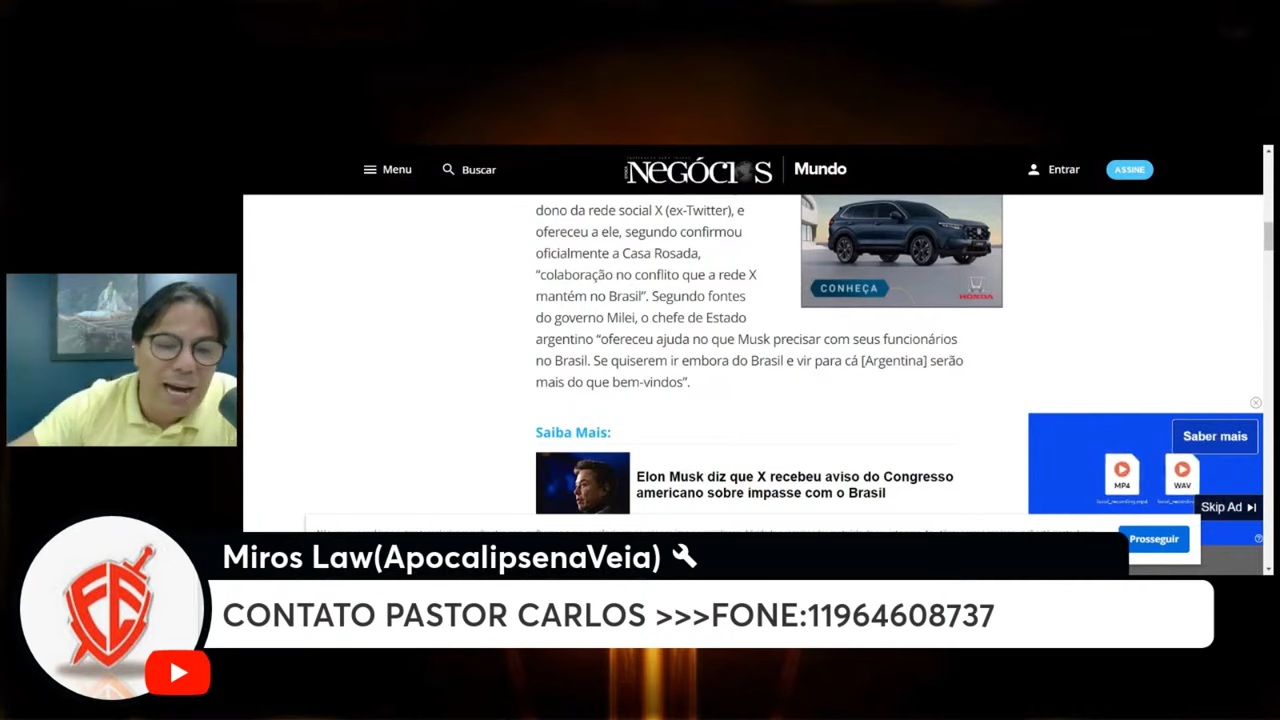 Menu
Buscar
NEGÓCIOS
Mundo
Entrar
ASSINE
dono da rede social X (ex-Twitter), e
ofereceu a ele, segundo confirmou
oficialmente a Casa Rosada,
“colaboração no conflito que a rede X
mantém no Brasil”. Segundo fontes
do governo Milei, o chefe de Estado
argentino “ofereceu ajuda no que Musk precisar com seus funcionários
no Brasil. Se quiserem ir embora do Brasil e vir para cá [Argentina] serão
mais do que bem-vindos”.
CONHEÇA
HONDA
Saiba Mais:
Elon Musk diz que X recebeu aviso do Congresso
americano sobre impasse com o Brasil
Saber mais
MP4
WAV
Skip Ad
Prosseguir
Miros Law(ApocalipsenaVeia)
CONTATO PASTOR CARLOS >>>FONE:11964608737